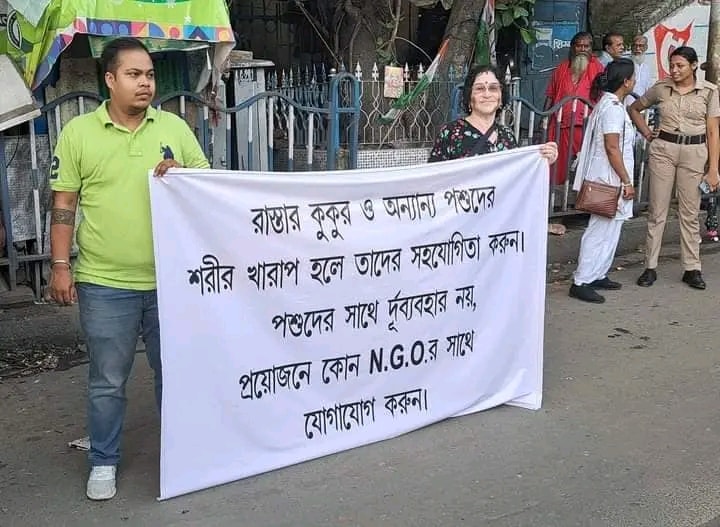 রাস্তার কুকুর ও অন্যান্য পশুদের
শরীর খারাপ হলে তাদের সহযোগিতা করুন।
পশুদের সাথে র্দূব্যবহার নয়,
প্রয়োজনে কোন N.G.O.র সাথে
যোগাযোগ করুন।